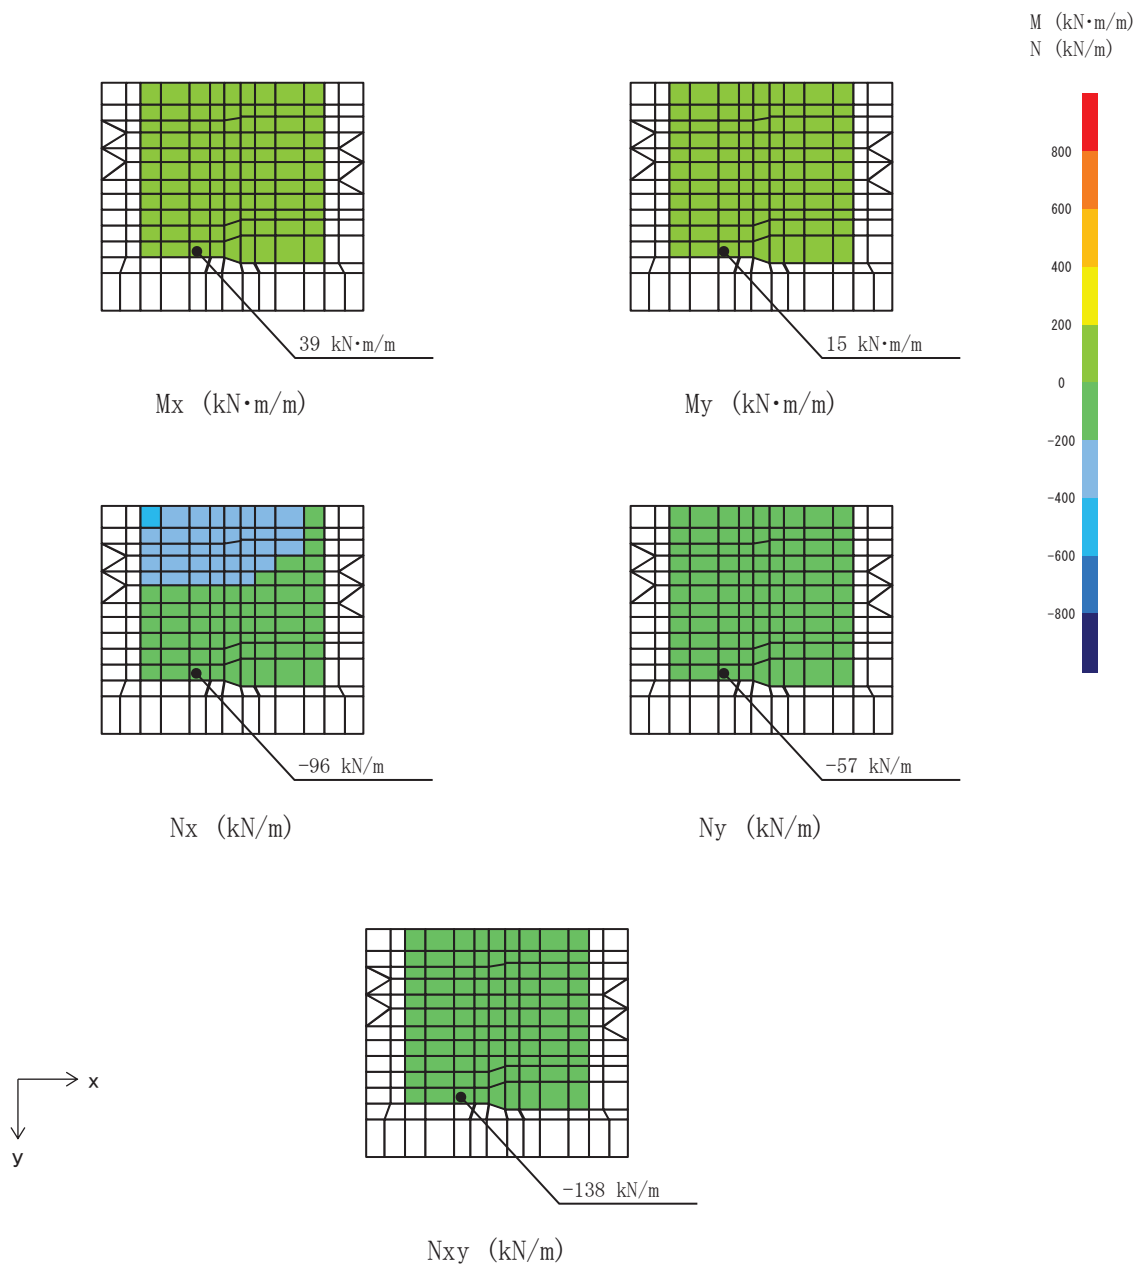 M (kN·m/m)
N (kN/m)
800
600
400
200
0
-200
-400
-600
-800
39 kN·m/m
15 kN·m/m
Mx (kN·m/m)
My (kN·m/m)
-96 kN/m
-57 kN/m
Nx (kN/m)
Ny (kN/m)
x
y
-138 kN/m
Nxy (kN/m)